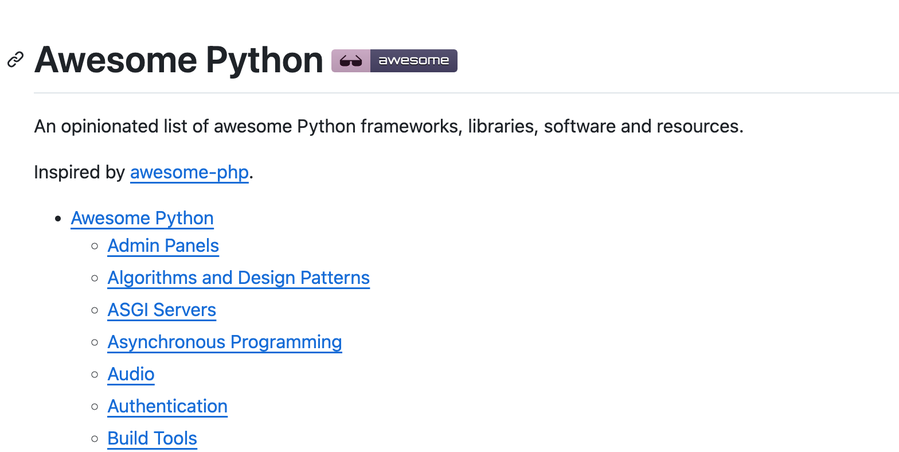 Awesome Python awesome
An opinionated list of awesome Python frameworks, libraries, software and resources.
Inspired by awesome-php.
Awesome Python
Admin Panels
Algorithms and Design Patterns
ASGI Servers
Asynchronous Programming
Audio
Authentication
Build Tools